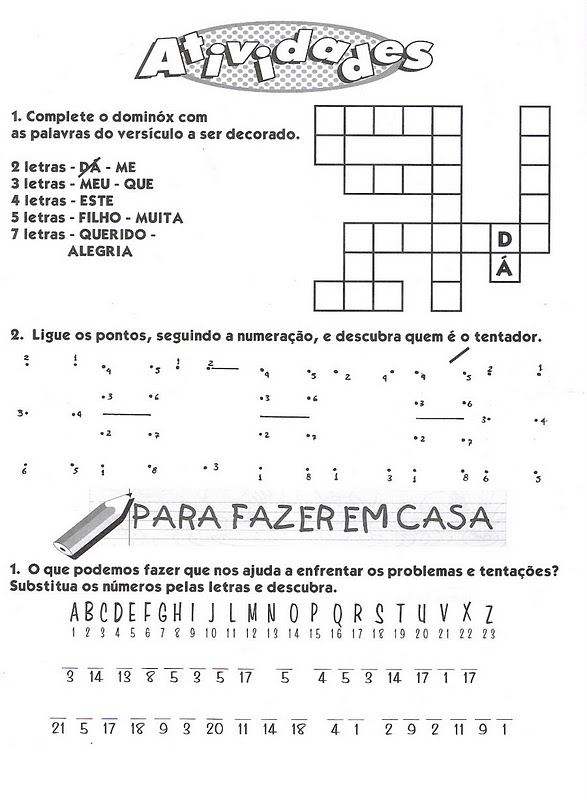 Atividades
1. Complete o dominóx com
as palavras do versículo a ser decorado.
2 letras - DÁ - ME
3 letras - MEU - QUE
4 letras - ESTE
5 letras - FILHO - MUITA
7 letras - QUERIDO -
ALEGRIA
D
Á
2. Ligue os pontos, seguindo a numeração, e descubra quem é o tentador.
2 1 4 5 1 2 4 5 2 4 4 5 2 1
3 6 3 6 3 6
3 4 3 4
2 7 2 7 2 7
6 5 1 8 3 1 8 1 3 1 8 6 5
PARA FAZER EM CASA
1. O que podemos fazer que nos ajuda a enfrentar os problemas e tentações?
Substitua os números pelas letras e descubra.
A B C D E F G H I J L M N O P Q R S T U V X Z
1 2 3 4 5 6 7 8 9 10 11 12 13 14 15 16 17 18 19 20 21 22 23
3 14 13 8 5 3 5 17 5 4 5 3 14 17 1 17
21 5 17 18 9 3 20 11 14 18 4 1 2 9 2 11 9 1